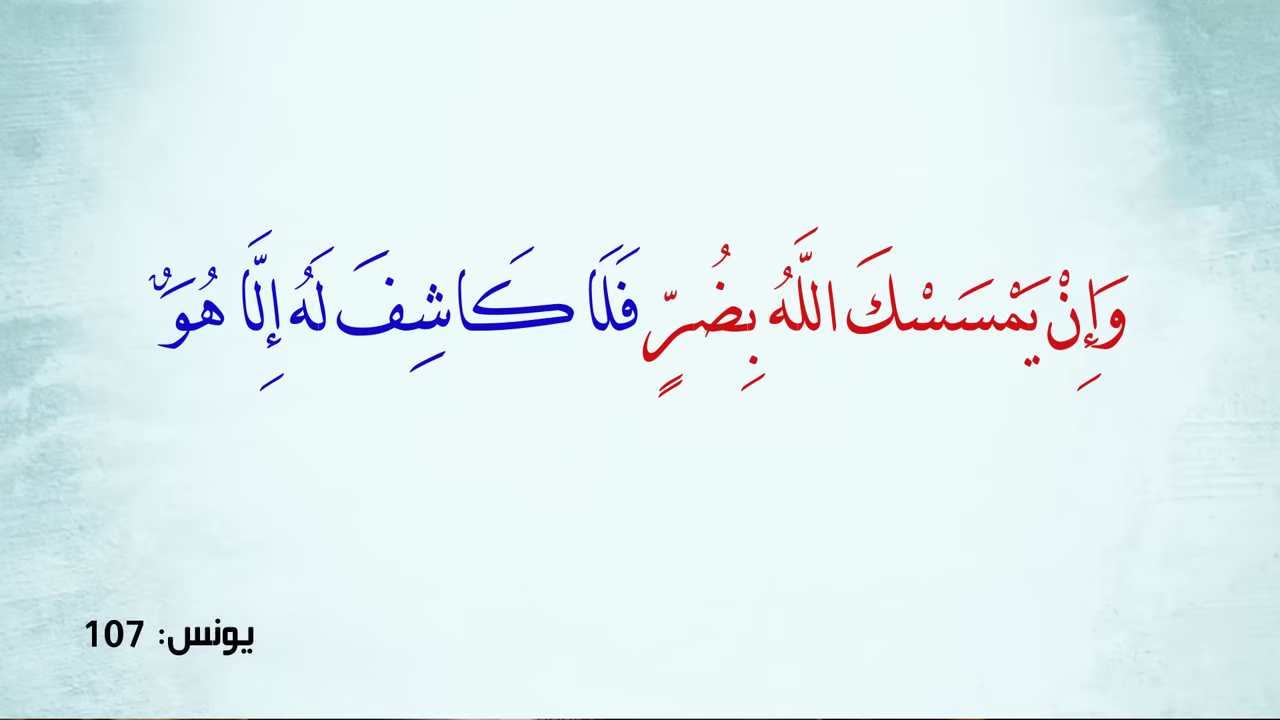 وَإِنْ يَمْسَسْكَ اللَّهُ بِضُرٍّ فَلَا كَاشِفَ لَهُ إِلَّا هُوَ ۖ
يونس: 107